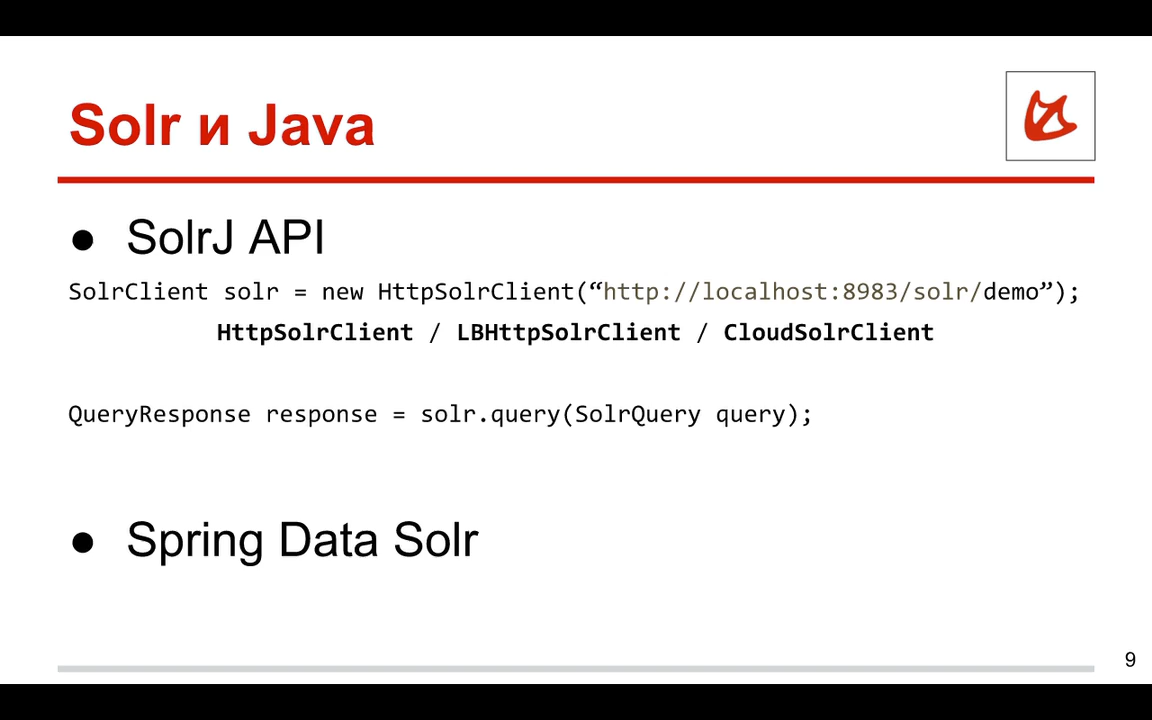 Solr и Java
● SolrJ API
SolrClient solr = new HttpSolrClient(“http://localhost:8983/solr/demo”);
HttpSolrClient / LBHttpSolrClient / CloudSolrClient
QueryResponse response = solr.query(SolrQuery query);
● Spring Data Solr
9